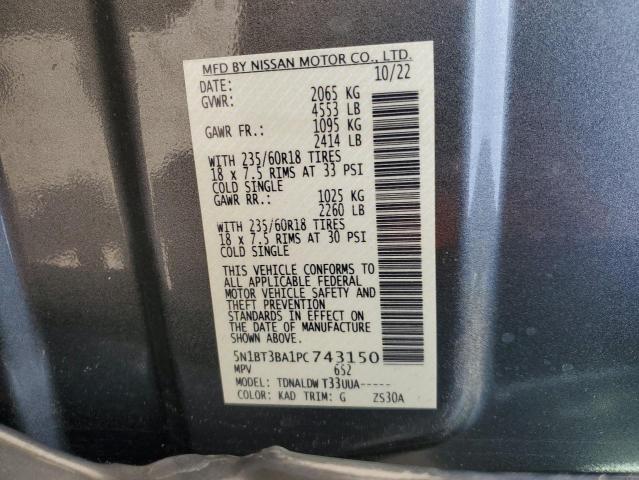 MFD BY NISSAN MOTOR CO., LTD.
DATE: 10/22
GVWR: 2065 KG
4553 LB
GAWR FR.: 1095 KG
2414 LB
WITH 235/60R18 TIRES
18 x 7.5 RIMS AT 33 PSI
COLD SINGLE
GAWR RR.: 1025 KG
2260 LB
WITH 235/60R18 TIRES
18 x 7.5 RIMS AT 30 PSI
COLD SINGLE
THIS VEHICLE CONFORMS TO
ALL APPLICABLE FEDERAL
MOTOR VEHICLE SAFETY AND
THEFT PREVENTION
STANDARDS IN EFFECT ON
THE DATE OF MANUFACTURE
SHOWN ABOVE.
5N1BT3BA1PC743150
MPV 6S2
MODEL: TDNALDW T33UUA-----
COLOR: KAD TRIM: G ZS30A